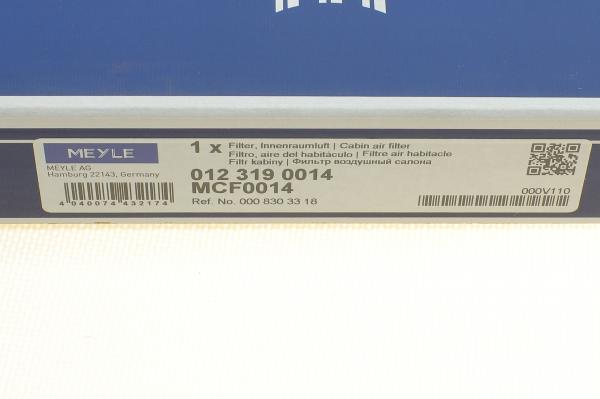 MEYLE
MEYLE AG
Hamburg 22143, Germany
4 040074 432174
1 x Filter, Innenraumluft | Cabin air filter
Filtro, aire del habitáculo | Filtre air habitacle
Filtr kabiny | Фильтр воздушный салона
012 319 0014
MCF0014
Ref. No. 000 830 33 18
000V110